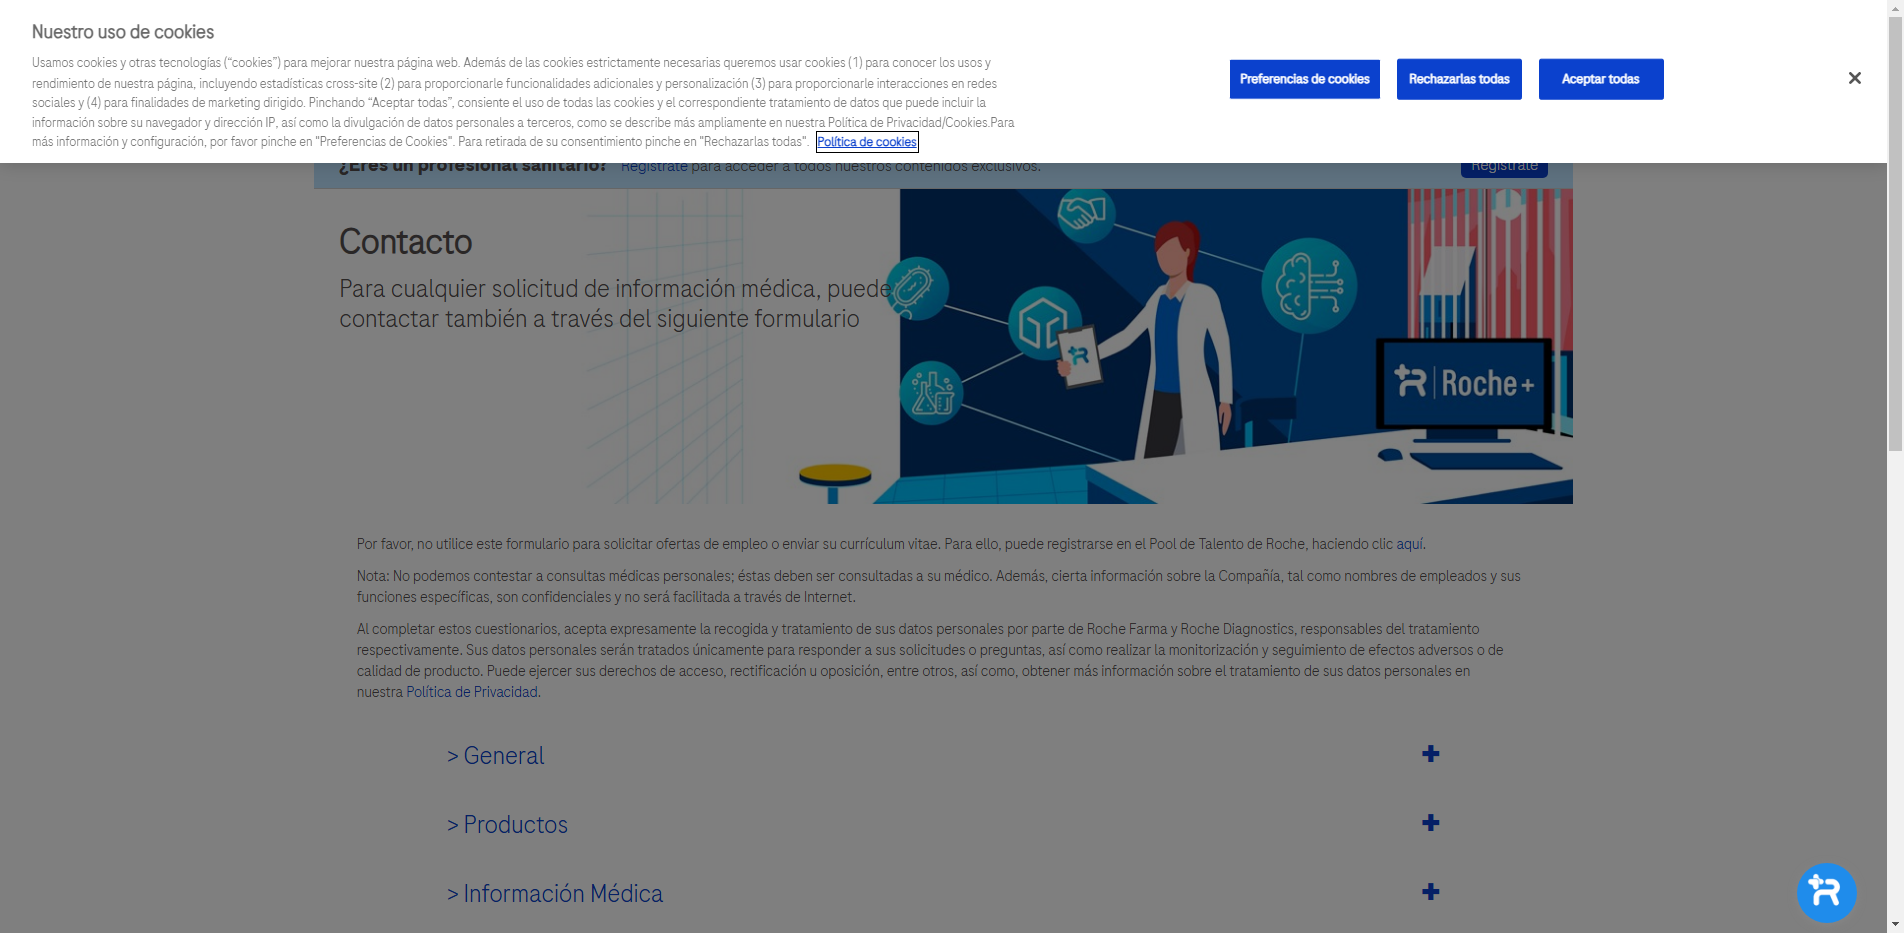 Nuestro uso de cookies
Usamos cookies y otras tecnologías (“cookies”) para mejorar nuestra página web. Además de las cookies estrictamente necesarias queremos usar cookies (1) para conocer los usos y
rendimiento de nuestra página, incluyendo estadísticas cross-site (2) para proporcionarle funcionalidades adicionales y personalización (3) para proporcionarle interacciones en redes
sociales y (4) para finalidades de marketing dirigido. Pinchando “Aceptar todas”, consiente el uso de todas las cookies y el correspondiente tratamiento de datos que puede incluir la
información sobre su navegador y dirección IP, así como la divulgación de datos personales a terceros, como se describe más ampliamente en nuestra Política de Privacidad/Cookies.Para
más información y configuración, por favor pinche en "Preferencias de Cookies". Para retirada de su consentimiento pinche en "Rechazarlas todas". Política de cookies
Preferencias de cookies
Rechazarlas todas
Aceptar todas
¿Eres un profesional sanitario? Regístrate para acceder a todos nuestros contenidos exclusivos.
Regístrate
Contacto
Para cualquier solicitud de información médica, puede
contactar también a través del siguiente formulario
Roche+
Por favor, no utilice este formulario para solicitar ofertas de empleo o enviar su currículum vitae. Para ello, puede registrarse en el Pool de Talento de Roche, haciendo clic aquí.
Nota: No podemos contestar a consultas médicas personales; éstas deben ser consultadas a su médico. Además, cierta información sobre la Compañía, tal como nombres de empleados y sus
funciones específicas, son confidenciales y no será facilitada a través de Internet.
Al completar estos cuestionarios, acepta expresamente la recogida y tratamiento de sus datos personales por parte de Roche Farma y Roche Diagnostics, responsables del tratamiento
respectivamente. Sus datos personales serán tratados únicamente para responder a sus solicitudes o preguntas, así como realizar la monitorización y seguimiento de efectos adversos o de
calidad de producto. Puede ejercer sus derechos de acceso, rectificación u oposición, entre otros, así como, obtener más información sobre el tratamiento de sus datos personales en
nuestra Política de Privacidad.
> General
> Productos
> Información Médica